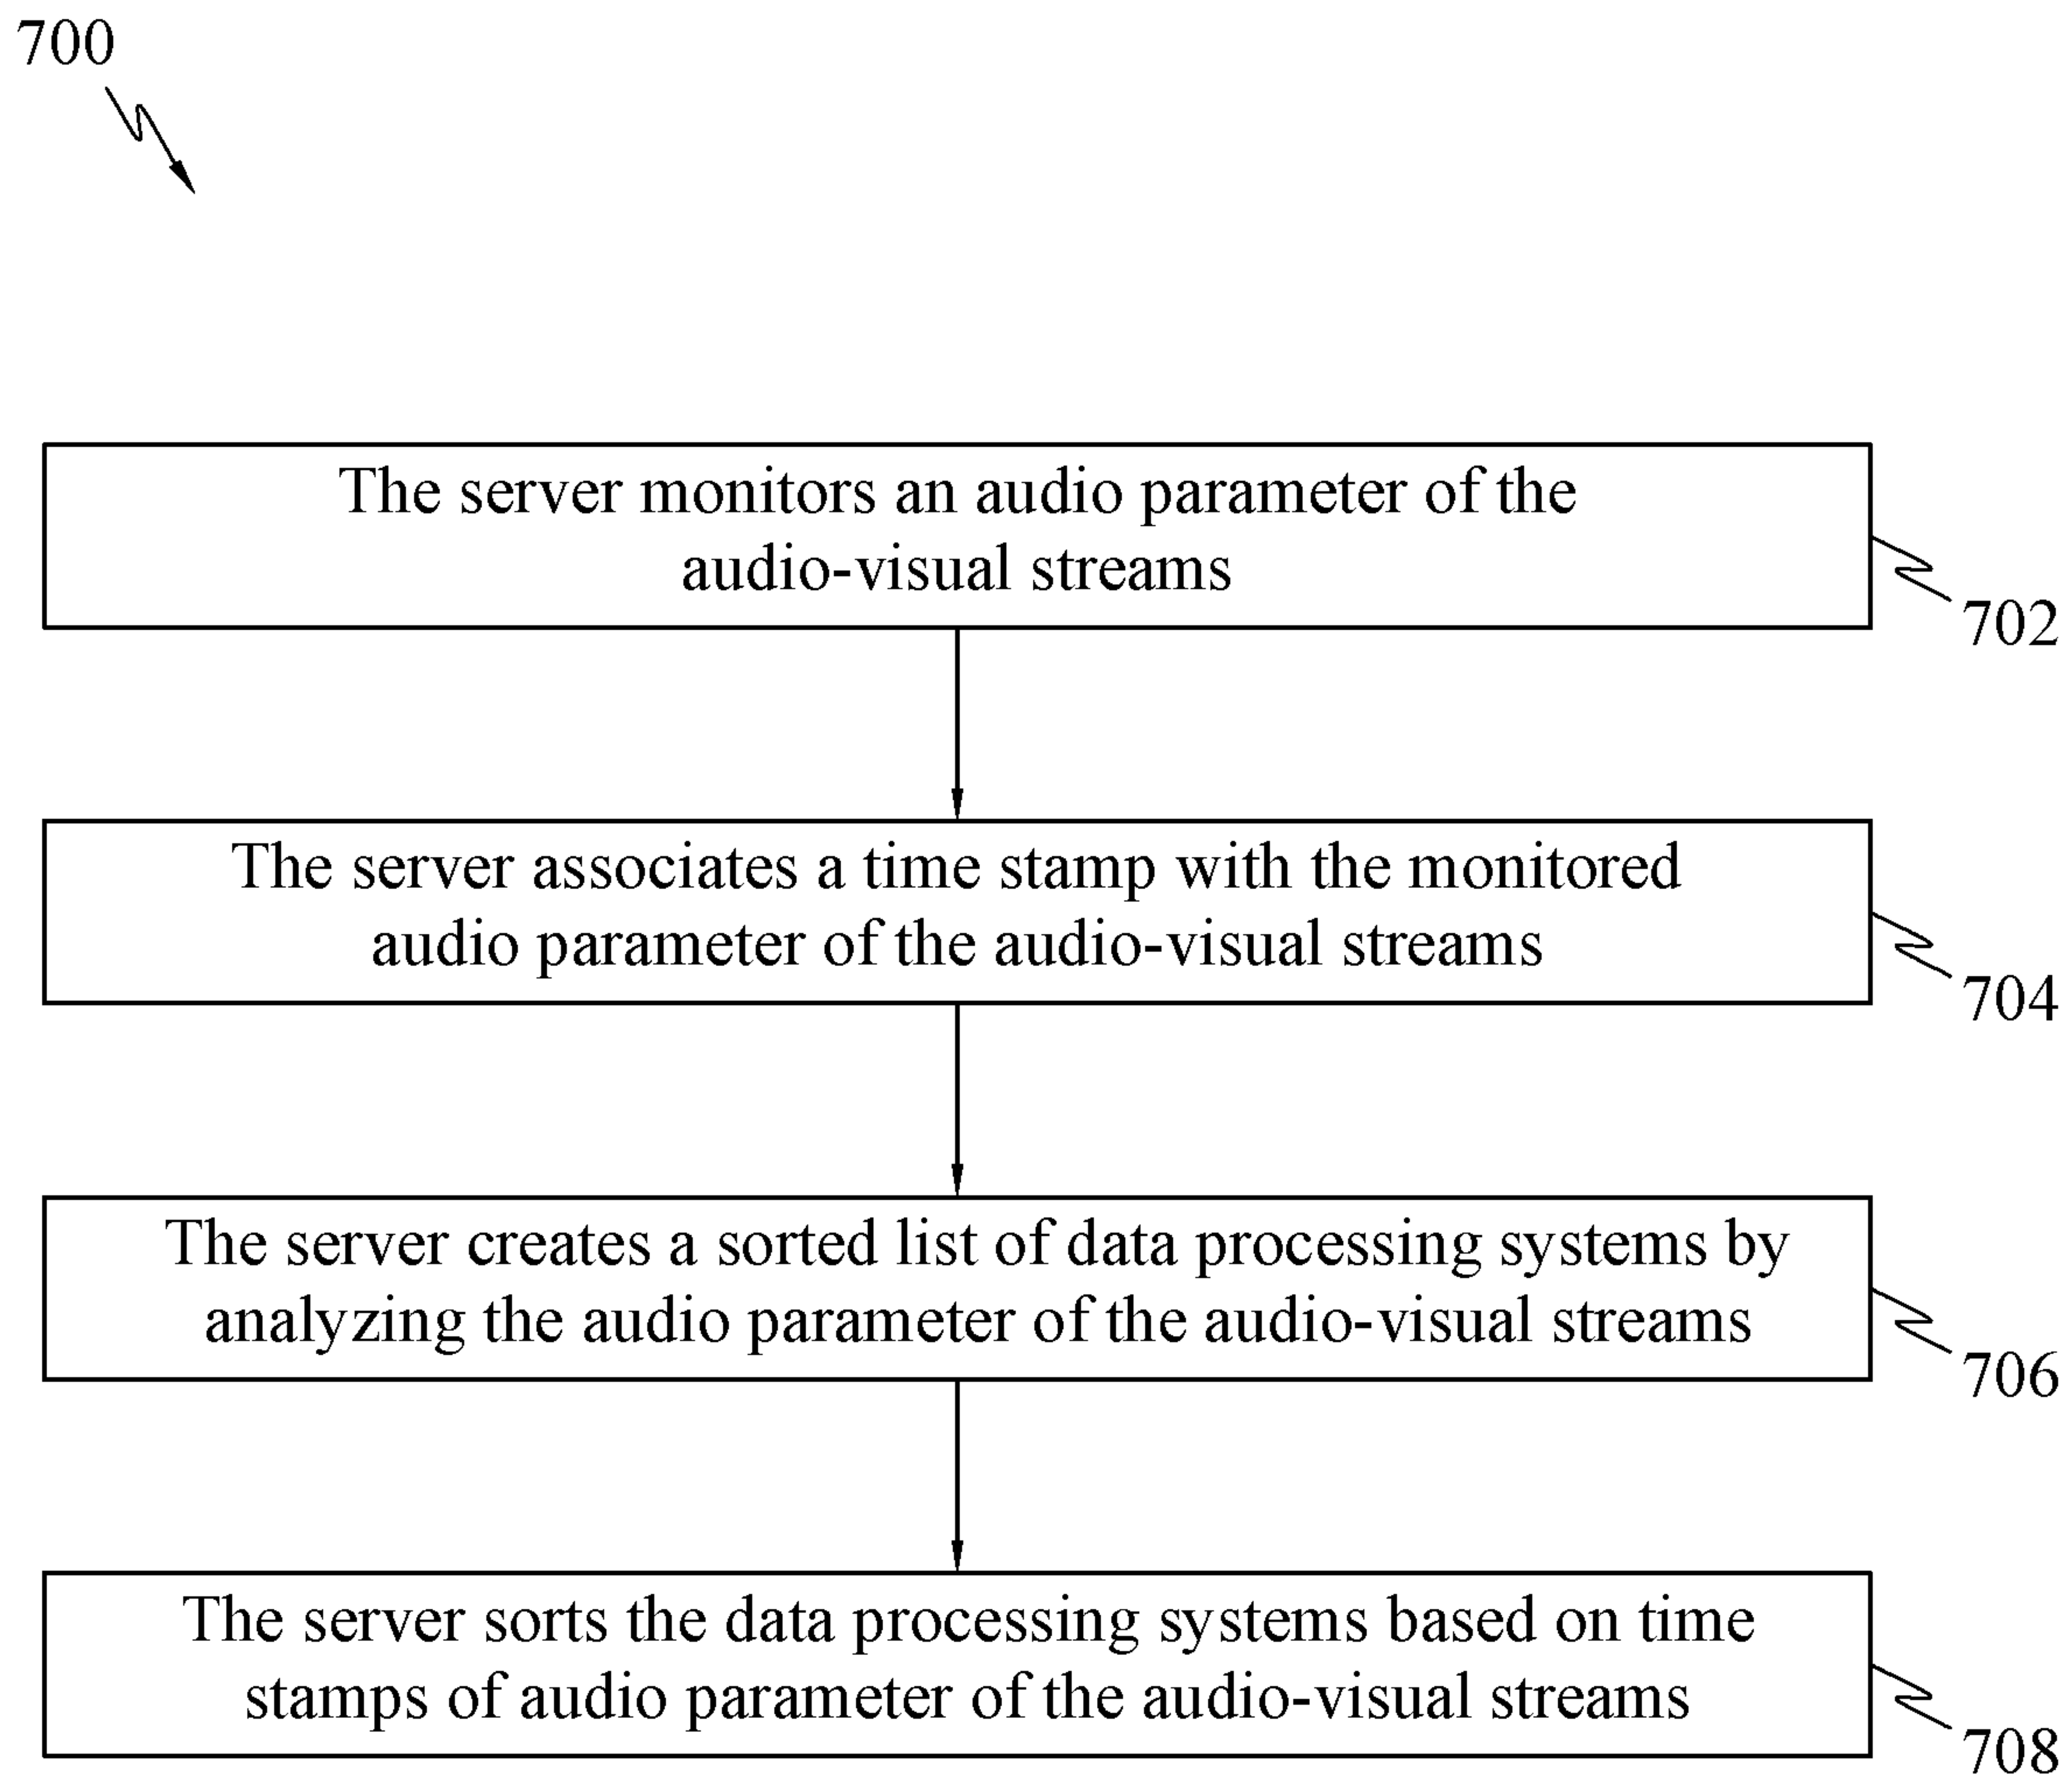 700
The server monitors an audio parameter of the
audio-visual streams
702
The server associates a time stamp with the monitored
audio parameter of the audio-visual streams
704
The server creates a sorted list of data processing systems by
analyzing the audio parameter of the audio-visual streams
706
The server sorts the data processing systems based on time
stamps of audio parameter of the audio-visual streams
708